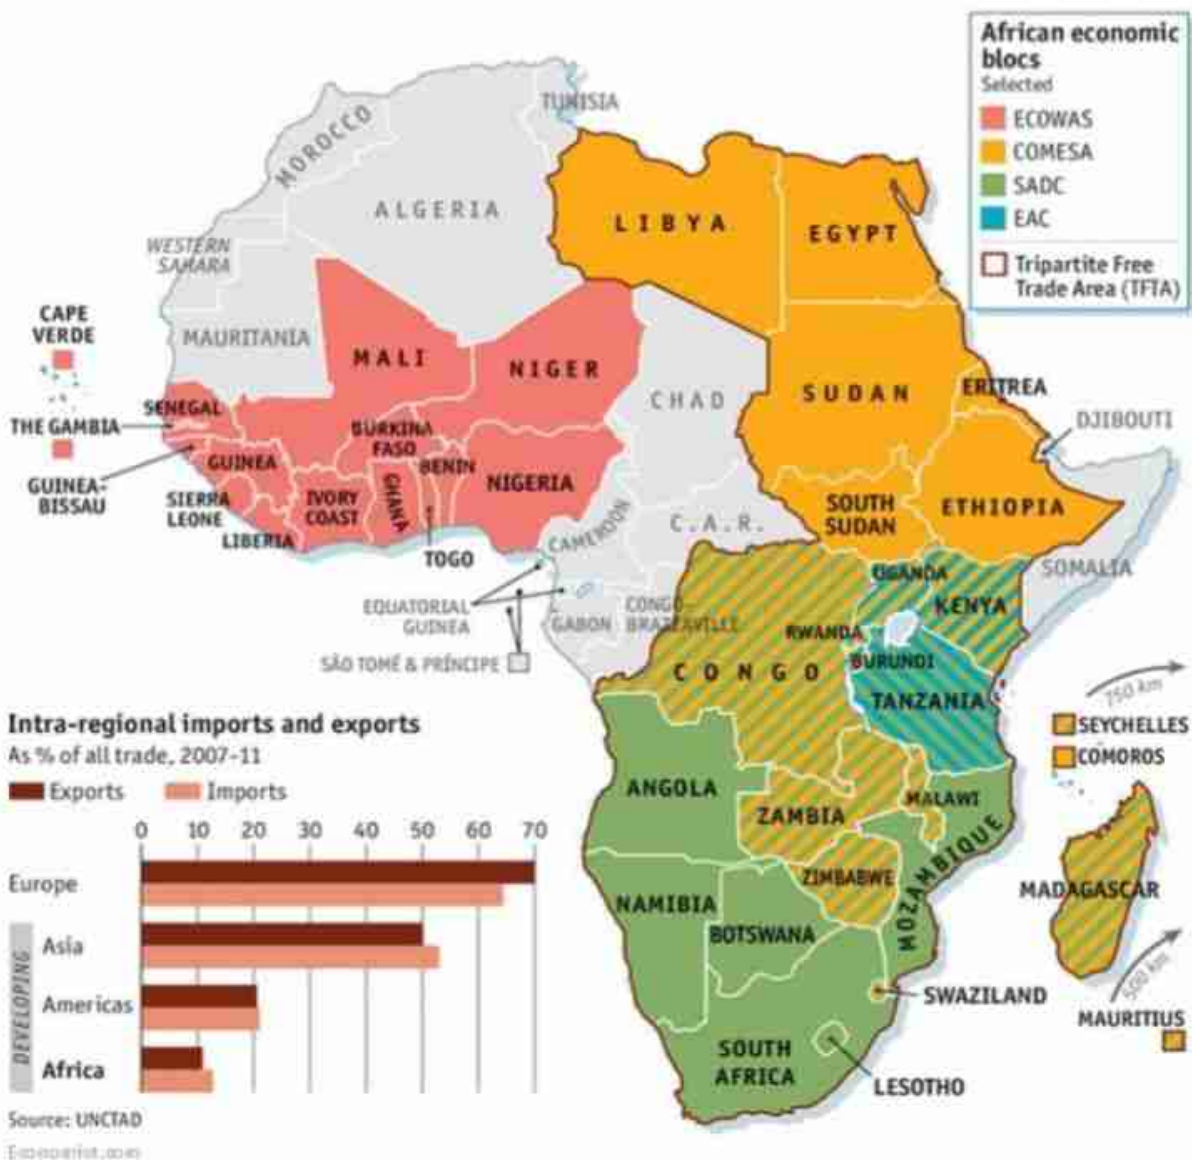 African economic
blocs
Selected
ECOWAS
COMESA
SADC
EAC
Tripartite Free
Trade Area (TFTA)
TUNISIA
MOROCCO
ALGERIA
LIBYA
EGYPT
WESTERN
SAHARA
CAPE
VERDE
MAURITANIA
MALI
NIGER
CHAD
SUDAN
ERITREA
DJIBOUTI
SENEGAL
THE GAMBIA
BURKINA
FASO
GUINEA
BENIN
NIGERIA
GUINEA-
BISSAU
SIERRA
LEONE
IVORY
COAST
GHANA
LIBERIA
TOGO
CAMEROON
C.A.R.
SOUTH
SUDAN
ETHIOPIA
SOMALIA
EQUATORIAL
GUINEA
GABON
CONGO-
BRAZZAVILLE
SÃO TOMÉ & PRÍNCIPE
UGANDA
KENYA
RWANDA
BURUNDI
CONGO
TANZANIA
750 km
SEYCHELLES
COMOROS
ANGOLA
ZAMBIA
MALAWI
MOZAMBIQUE
ZIMBABWE
NAMIBIA
BOTSWANA
MADAGASCAR
500 km
MAURITIUS
SWAZILAND
SOUTH
AFRICA
LESOTHO
Intra-regional imports and exports
As % of all trade, 2007-11
Exports Imports
0 10 20 30 40 50 60 70
Europe
DEVELOPING
Asia
Americas
Africa
Source: UNCTAD
Economist.com